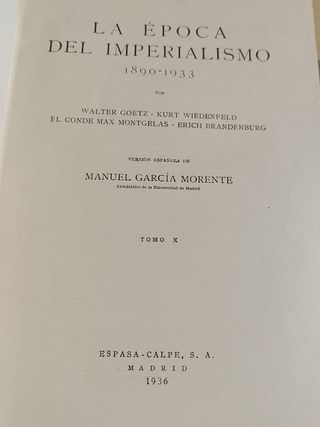 LA ÉPOCA
DEL IMPERIALISMO
1890-1933
POR
WALTER GOETZ - KURT WIEDENFELD
EL CONDE MAX MONTGELAS - ERICH BRANDENBURG
VERSIÓN ESPAÑOLA DE
MANUEL GARCÍA MORENTE
Catedrático de la Universidad de Madrid
TOMO X
ESPASA-CALPE, S. A.
MADRID
1936